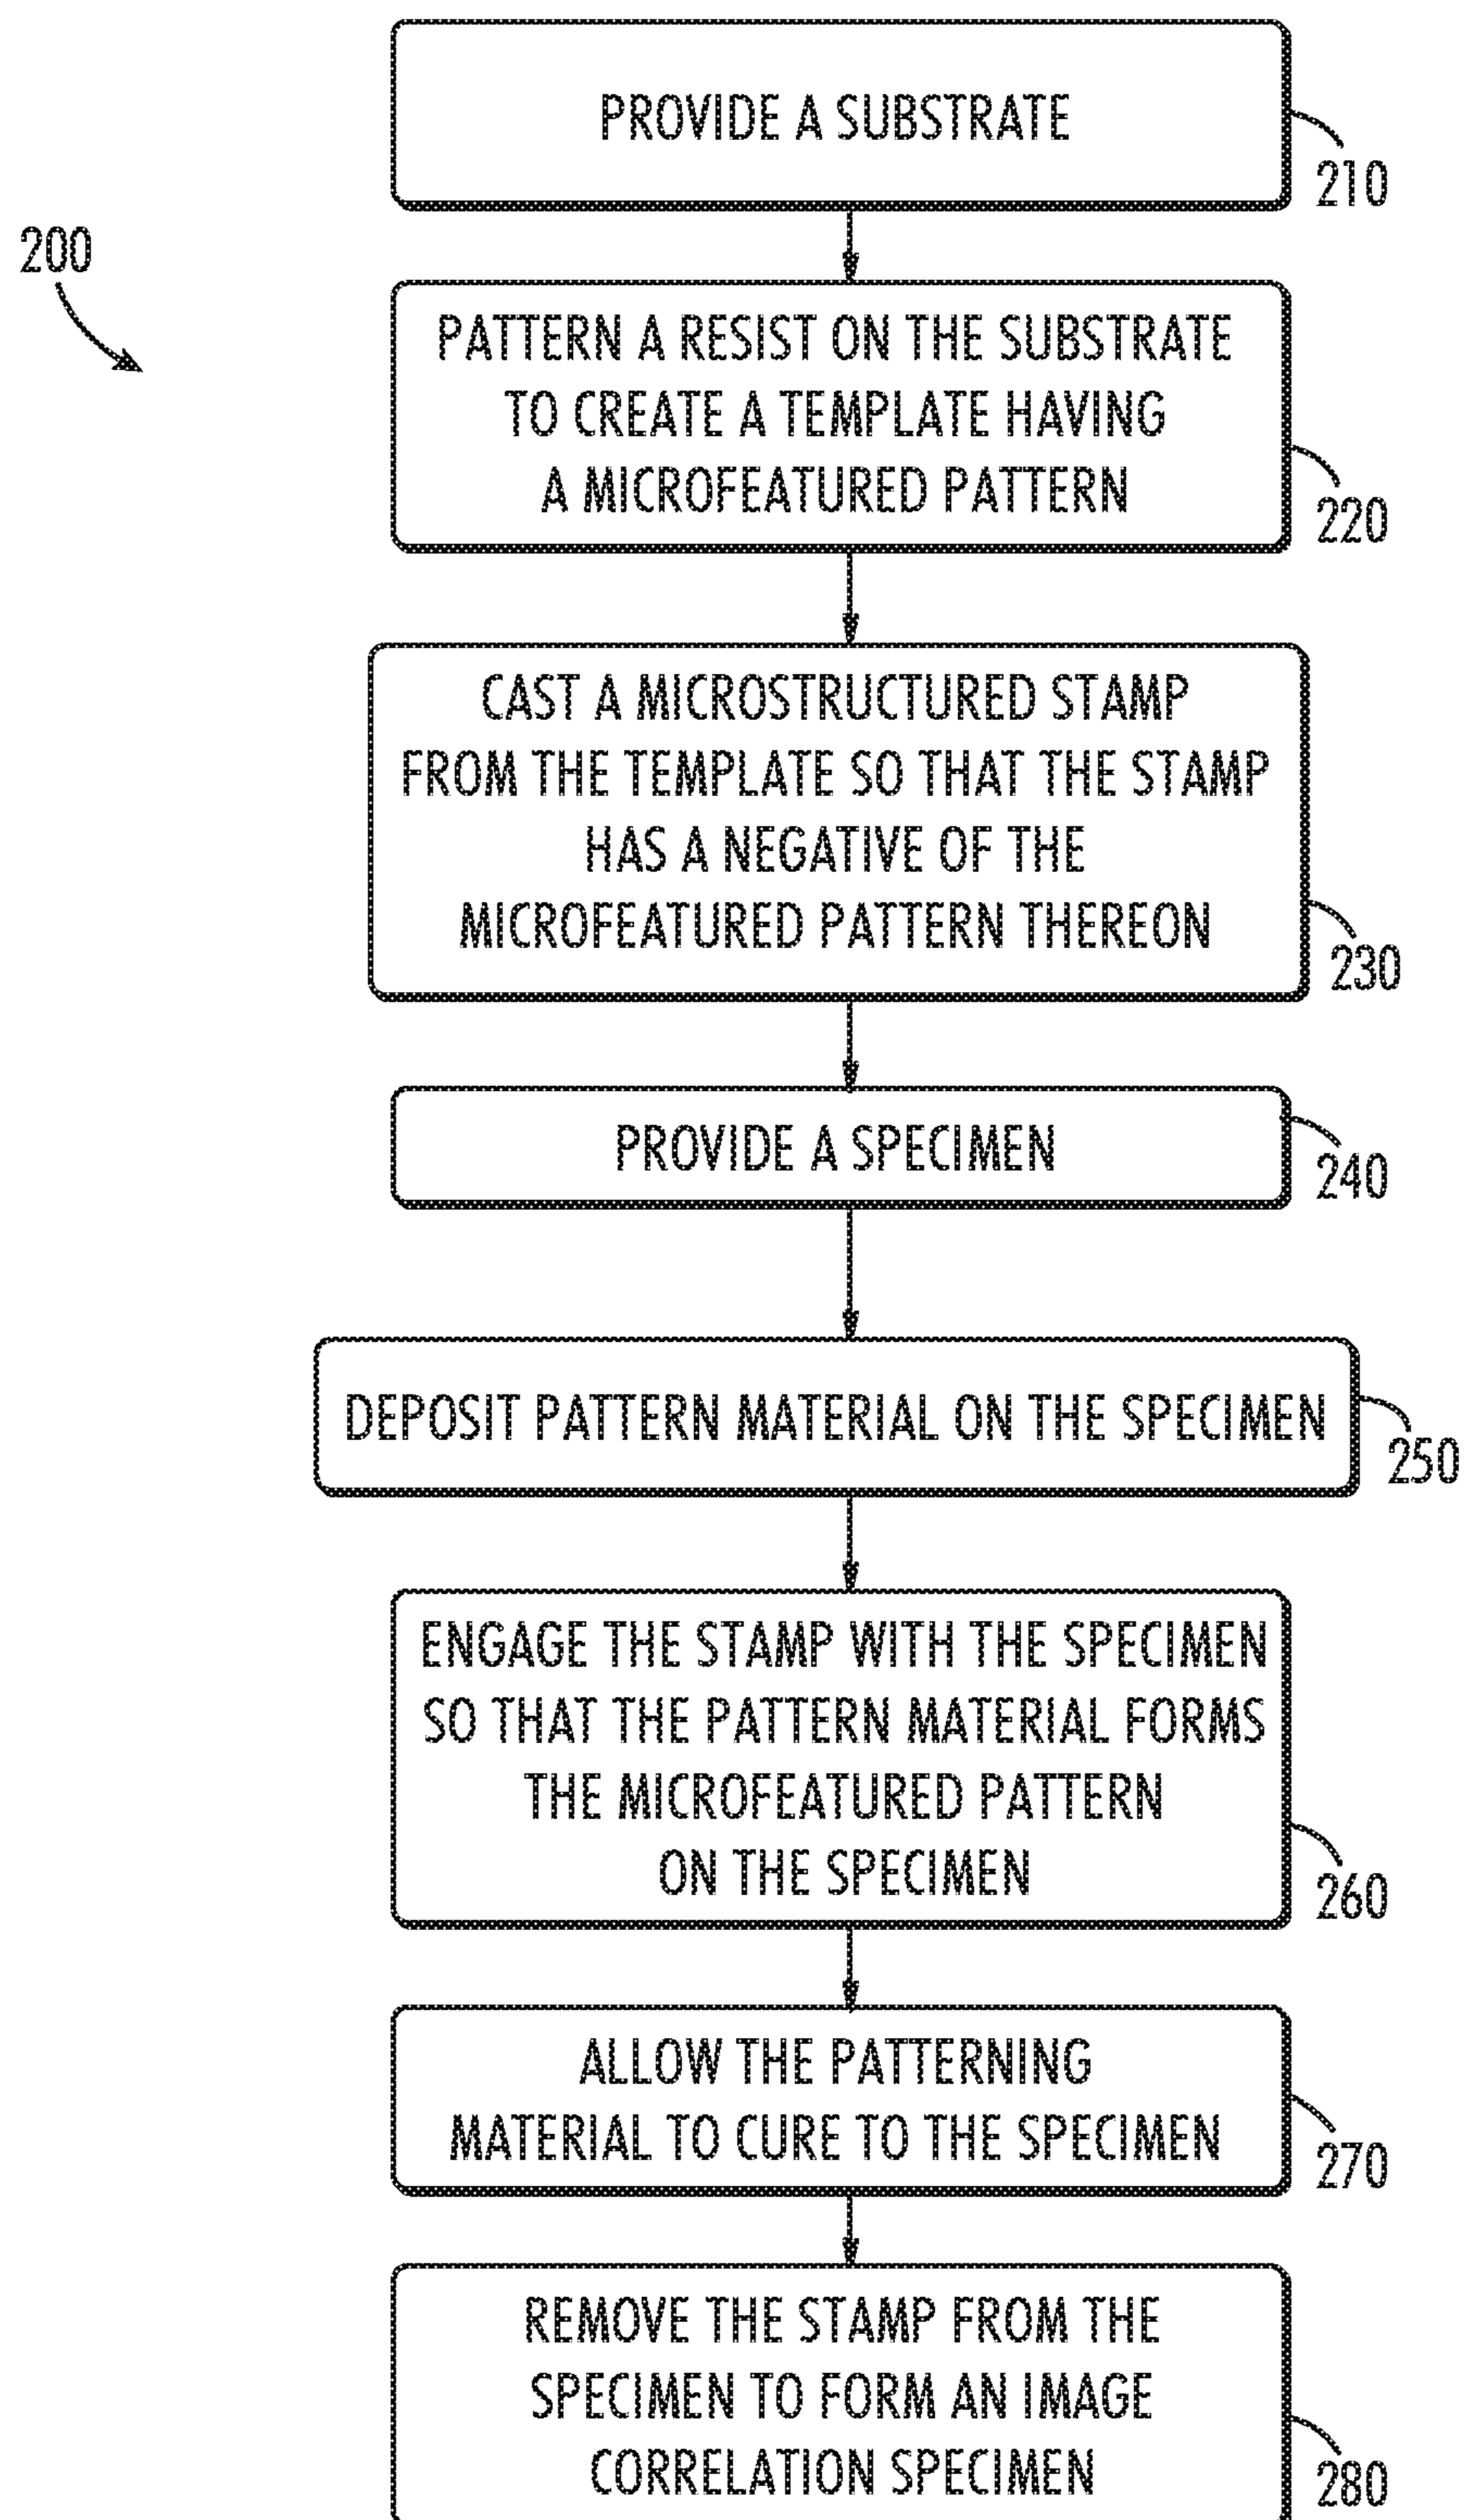 PROVIDE A SUBSTRATE
210
200
PATTERN A RESIST ON THE SUBSTRATE
TO CREATE A TEMPLATE HAVING
A MICROFEATURED PATTERN
220
CAST A MICROSTRUCTURED STAMP
FROM THE TEMPLATE SO THAT THE STAMP
HAS A NEGATIVE OF THE
MICROFEATURED PATTERN THEREON
230
PROVIDE A SPECIMEN
240
DEPOSIT PATTERN MATERIAL ON THE SPECIMEN
250
ENGAGE THE STAMP WITH THE SPECIMEN
SO THAT THE PATTERN MATERIAL FORMS
THE MICROFEATURED PATTERN
ON THE SPECIMEN
260
ALLOW THE PATTERNING
MATERIAL TO CURE TO THE SPECIMEN
270
REMOVE THE STAMP FROM THE
SPECIMEN TO FORM AN IMAGE
CORRELATION SPECIMEN
280